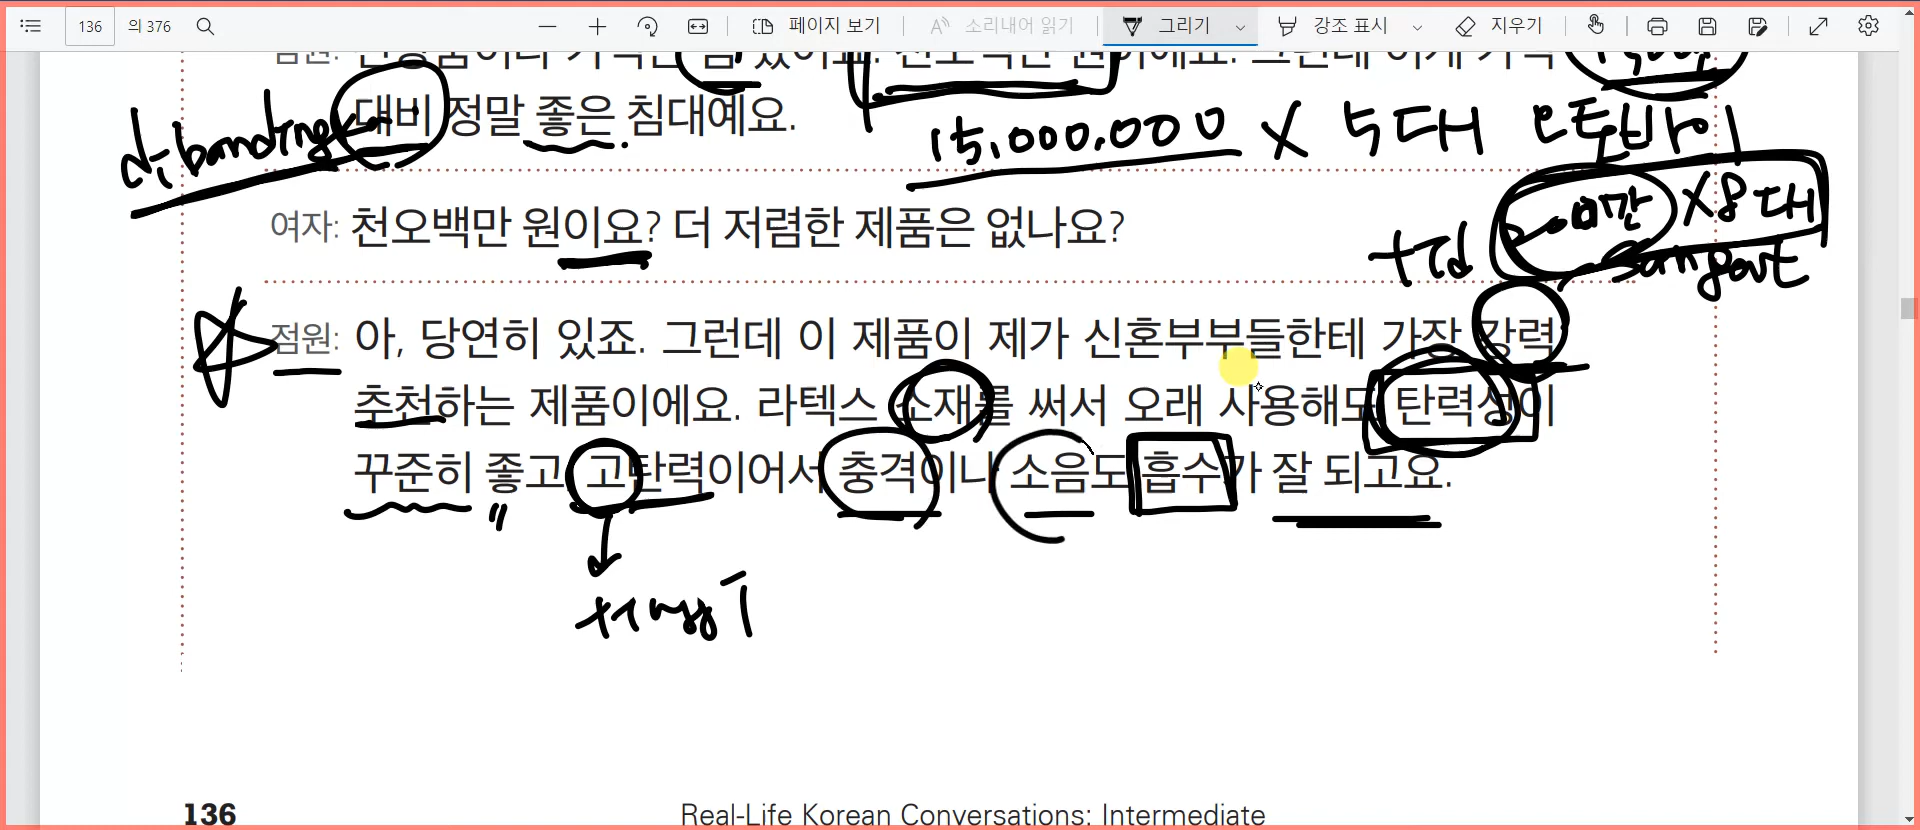 136 의 376 페이지 보기 소리내어 읽기 그리기 강조 표시 지우기
대비 정말 좋은 침대예요.
dibanding
15,000,000 X 5대 오토바이
X8대
여자: 천오백만 원이요? 더 저렴한 제품은 없나요?
점원: 아, 당연히 있죠. 그런데 이 제품이 제가 신혼부부들한테 가장 강력
추천하는 제품이에요. 라텍스 소재를 써서 오래 사용해도 탄력성이
꾸준히 좋고 고탄력이어서 충격이나 소음도 흡수가 잘 되고요.
136
Real-Life Korean Conversations: Intermediate